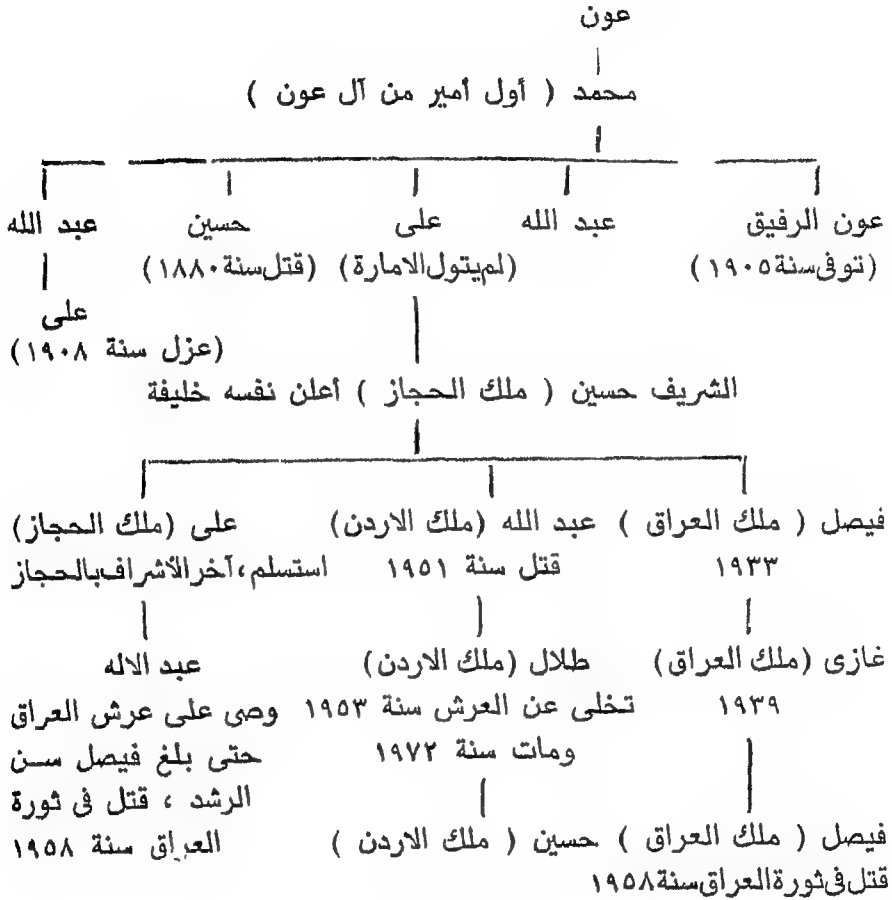 عون
محمد ( أول أمير من آل عون )
عون الرفيق عبد الله على حسين عبد الله
(توفى سنة ١٩٠٥) (لم يتول الامارة) (قتل سنة ١٨٨٠)
على
(عزل سنة ١٩٠٨)
الشريف حسين ( ملك الحجاز ) أعلن نفسه خليفة
فيصل ( ملك العراق ) عبد الله (ملك الاردن) على (ملك الحجاز)
١٩٣٣ قتل سنة ١٩٥١ استسلم ، آخر الأشراف بالحجاز
غازى (ملك العراق) طلال (ملك الاردن) عبد الاله
١٩٣٩ تخلى عن العرش سنة ١٩٥٣ وصى على عرش العراق
ومات سنة ١٩٧٢ حتى بلغ فيصل سن
الرشد ، قتل فى ثورة
فيصل ( ملك العراق ) حسين ( ملك الاردن ) العراق سنة ١٩٥٨
قتل فى ثورة العراق سنة ١٩٥٨